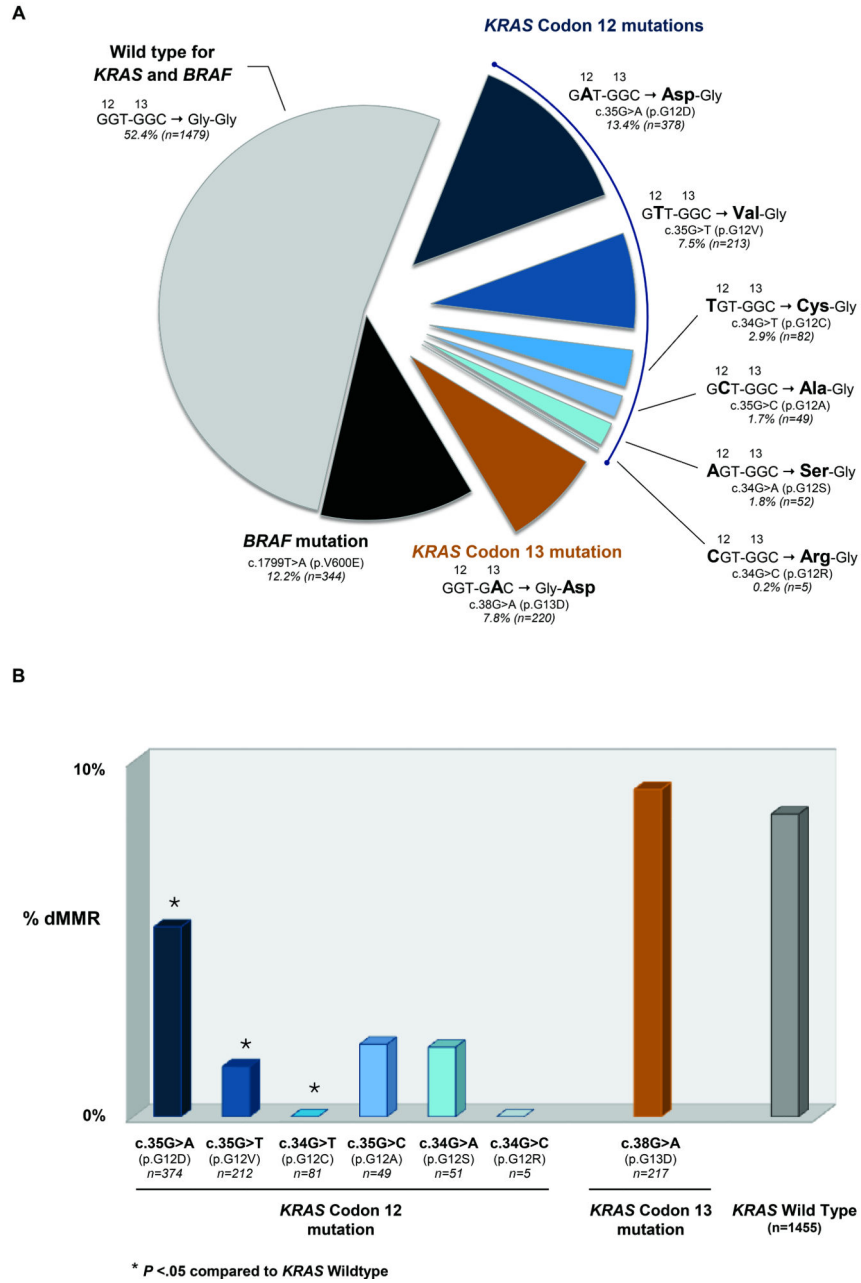 A
KRAS Codon 12 mutations
Wild type for
KRAS and BRAF
12 13
GGT-GGC → Gly-Gly
52.4% (n=1479)
12 13
GAT-GGC → Asp-Gly
c.35G>A (p.G12D)
13.4% (n=378)
12 13
GTT-GGC → Val-Gly
c.35G>T (p.G12V)
7.5% (n=213)
12 13
TGT-GGC → Cys-Gly
c.34G>T (p.G12C)
2.9% (n=82)
12 13
GCT-GGC → Ala-Gly
c.35G>C (p.G12A)
1.7% (n=49)
12 13
AGT-GGC → Ser-Gly
c.34G>A (p.G12S)
1.8% (n=52)
12 13
CGT-GGC → Arg-Gly
c.34G>C (p.G12R)
0.2% (n=5)
BRAF mutation
c.1799T>A (p.V600E)
12.2% (n=344)
KRAS Codon 13 mutation
12 13
GGT-GAC → Gly-Asp
c.38G>A (p.G13D)
7.8% (n=220)
B
10%
% dMMR
0%
*
*
*
c.35G>A
(p.G12D)
n=374
c.35G>T
(p.G12V)
n=212
c.34G>T
(p.G12C)
n=81
c.35G>C
(p.G12A)
n=49
c.34G>A
(p.G12S)
n=51
c.34G>C
(p.G12R)
n=5
c.38G>A
(p.G13D)
n=217
KRAS Codon 12
mutation
KRAS Codon 13
mutation
KRAS Wild Type
(n=1455)
* P <.05 compared to KRAS Wildtype